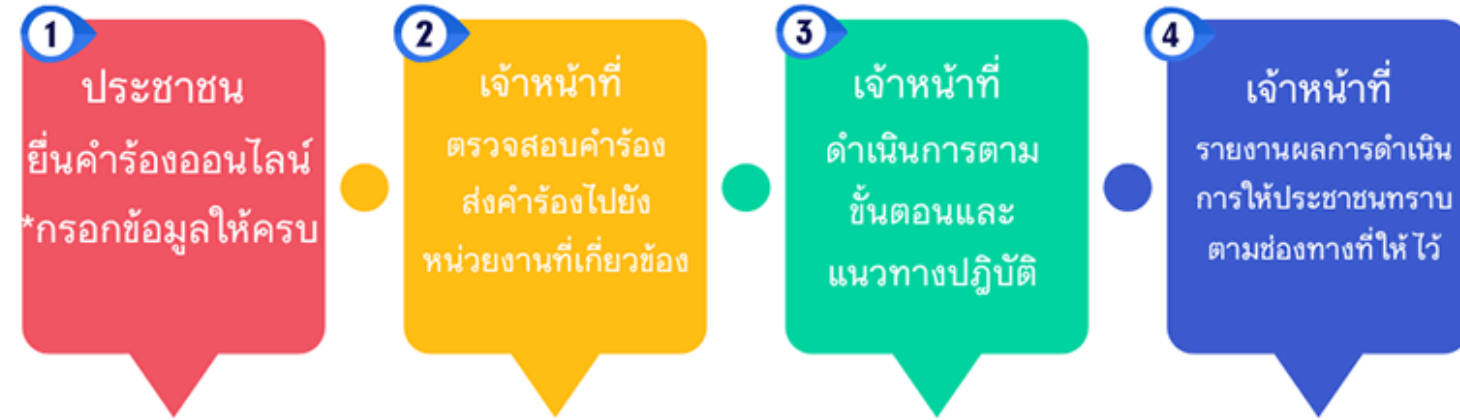 1
ประชาชน
ยื่นคำร้องออนไลน์
*กรอกข้อมูลให้ครบ
2
เจ้าหน้าที่
ตรวจสอบคำร้อง
ส่งคำร้องไปยัง
หน่วยงานที่เกี่ยวข้อง
3
เจ้าหน้าที่
ดำเนินการตาม
ขั้นตอนและ
แนวทางปฎิบัติ
4
เจ้าหน้าที่
รายงานผลการดำเนิน
การให้ประชาชนทราบ
ตามช่องทางที่ให้ ไว้